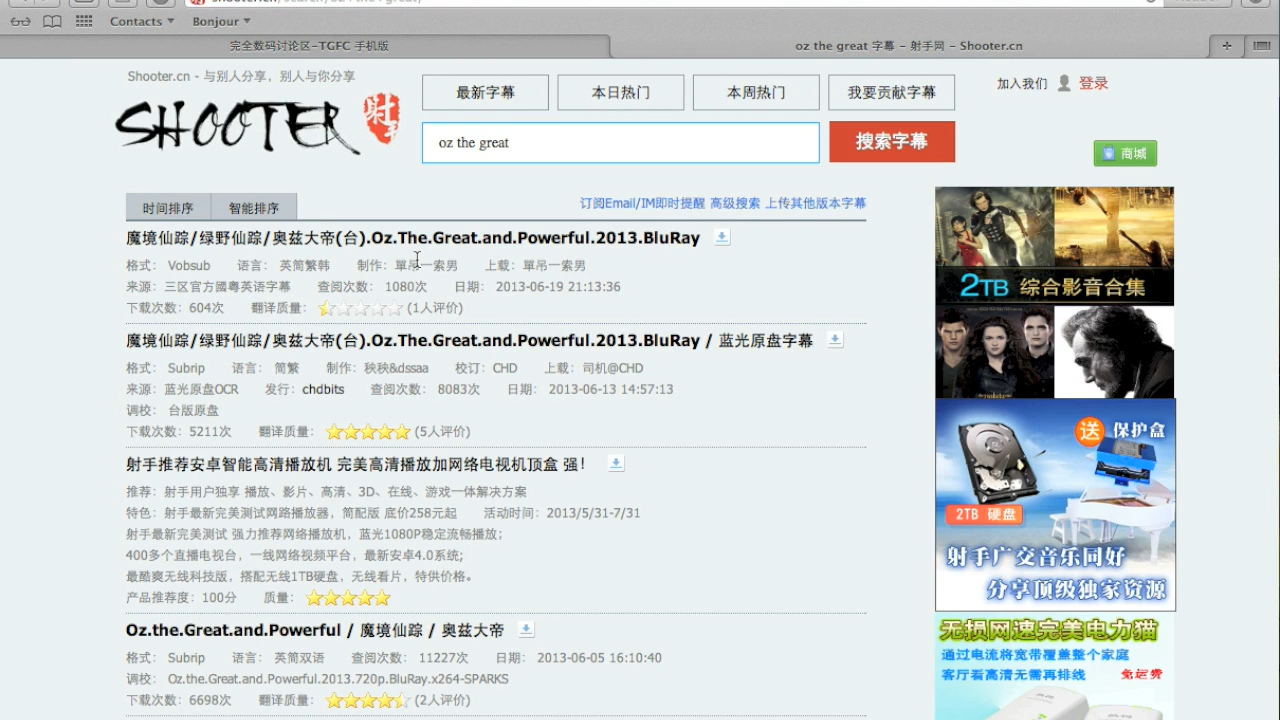 Contacts
Bonjour
完全数码讨论区-TGFC 手机版
oz the great 字幕 - 射手网 - Shooter.cn
Shooter.cn - 与别人分享，别人与你分享
SHOOTER 射手
最新字幕
本日热门
本周热门
我要贡献字幕
加入我们
登录
oz the great
搜索字幕
商城
时间排序
智能排序
订阅Email/IM即时提醒 高级搜索 上传其他版本字幕
魔境仙踪/绿野仙踪/奥兹大帝(台).Oz.The.Great.and.Powerful.2013.BluRay
格式： Vobsub 语言： 英简繁韩 制作： 單吊一索男 上载： 單吊一索男
来源： 三区官方國粵英语字幕 查阅次数： 1080次 日期： 2013-06-19 21:13:36
下载次数： 604次 翻译质量： (1人评价)
魔境仙踪/绿野仙踪/奥兹大帝(台).Oz.The.Great.and.Powerful.2013.BluRay / 蓝光原盘字幕
格式： Subrip 语言： 简繁 制作： 秧秧&dssaa 校订： CHD 上载： 司机@CHD
来源： 蓝光原盘OCR 发行： chdbits 查阅次数： 8083次 日期： 2013-06-13 14:57:13
调校： 台版原盘
下载次数： 5211次 翻译质量： (5人评价)
射手推荐安卓智能高清播放机 完美高清播放加网络电视机顶盒 强！
推荐： 射手用户独享 播放、影片、高清、3D、在线、游戏一体解决方案
特色： 射手最新完美测试网路播放器，简配版 底价258元起 活动时间： 2013/5/31-7/31
射手最新完美测试 强力推荐网络播放机，蓝光1080P稳定流畅播放；
400多个直播电视台，一线网络视频平台，最新安卓4.0系统;
最酷爽无线科技版，搭配无线1TB硬盘，无线看片，特供价格。
产品推荐度： 100分 质量：
Oz.the.Great.and.Powerful / 魔境仙踪 / 奥兹大帝
格式： Subrip 语言： 英简双语 查阅次数： 11227次 日期： 2013-06-05 16:10:40
调校： Oz.the.Great.and.Powerful.2013.720p.BluRay.x264-SPARKS
下载次数： 6698次 翻译质量： (2人评价)
2TB 综合影音合集
送 保护盒
2TB 硬盘
射手广交音乐同好
分享顶级独家资源
无损网速完美电力猫
通过电流将宽带覆盖整个家庭
客厅看高清无需再排线 免运费